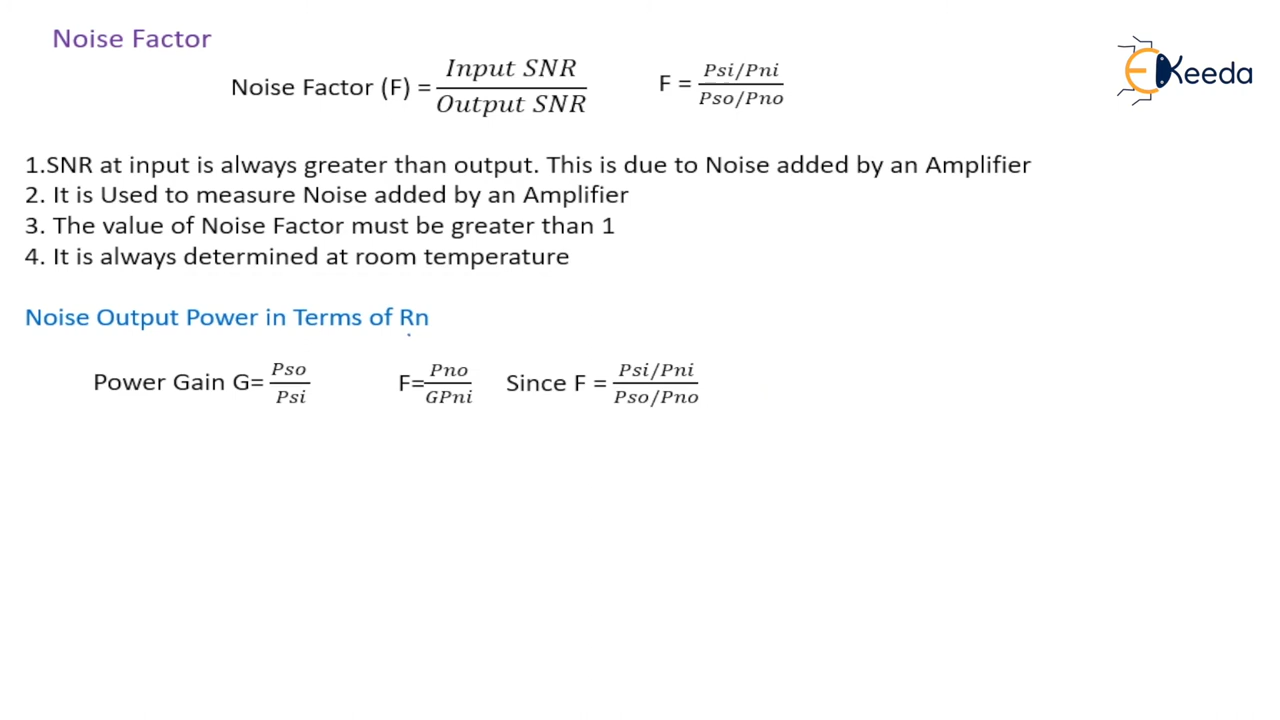 Noise Factor
Noise Factor (F) = Input SNR / Output SNR    F = Psi/Pni / Pso/Pno
EKeeda
1.SNR at input is always greater than output. This is due to Noise added by an Amplifier
2. It is Used to measure Noise added by an Amplifier
3. The value of Noise Factor must be greater than 1
4. It is always determined at room temperature
Noise Output Power in Terms of Rn
Power Gain G= Pso / Psi    F= Pno / GPni    Since F = Psi/Pni / Pso/Pno